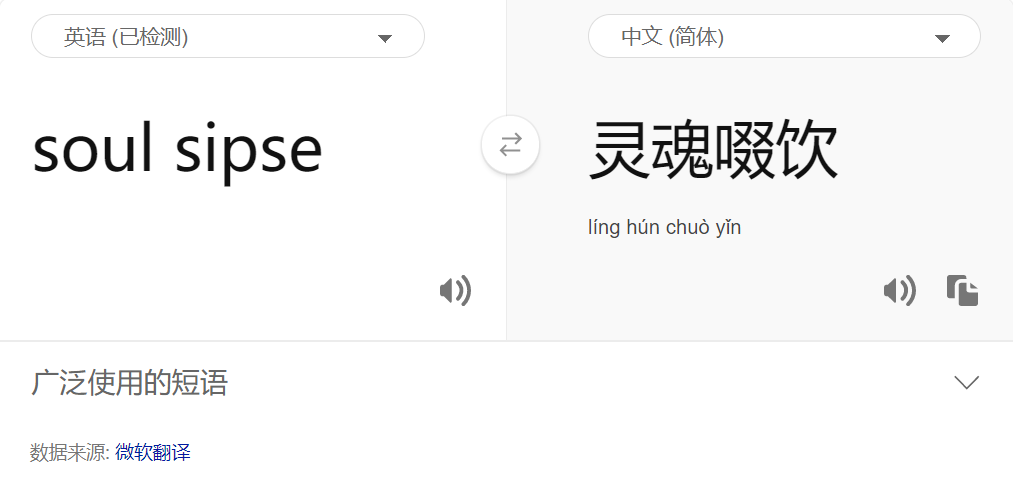 英语 (已检测)
中文 (简体)
soul sipse
灵魂啜饮
líng hún chuò yǐn
广泛使用的短语
数据来源: 微软翻译